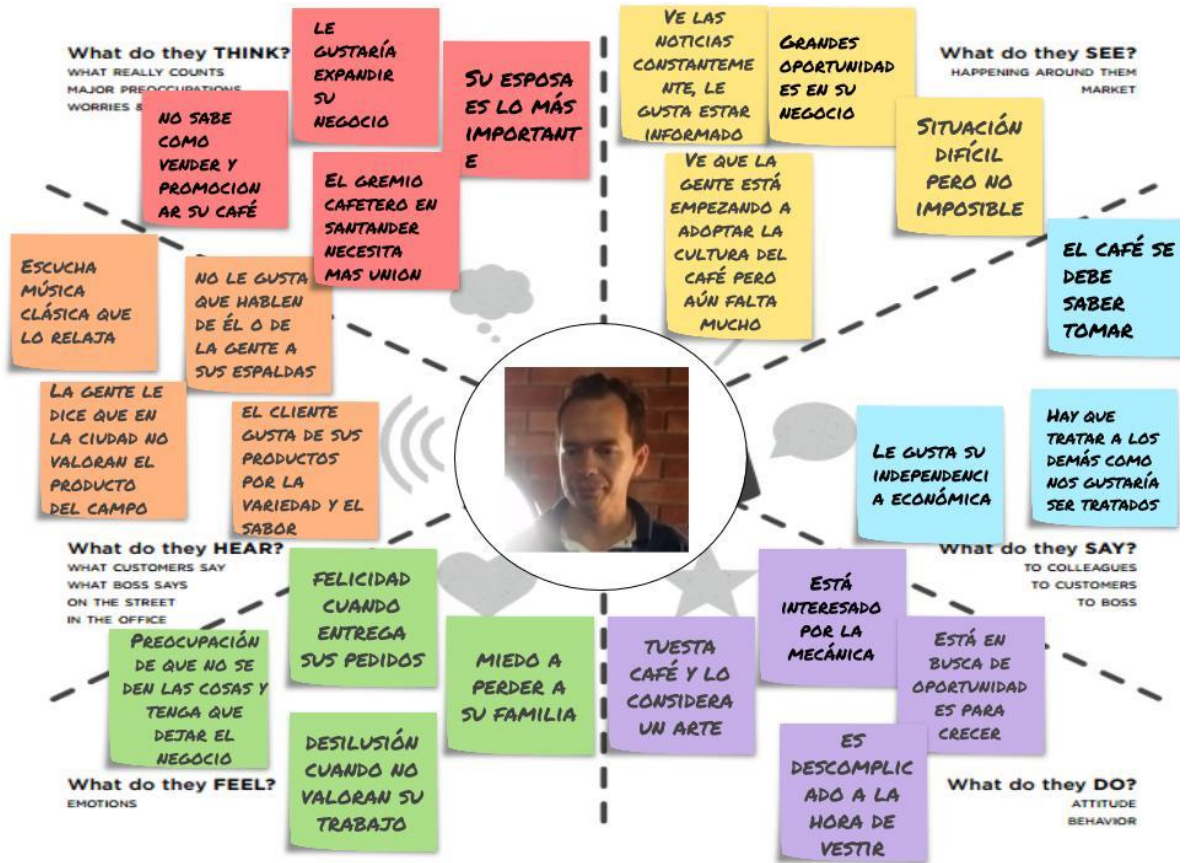 What do they THINK?
WHAT REALLY COUNTS
MAJOR PREOCCUPATIONS
WORRIES &
NO SABE
COMO
VENDER Y
PROMOCION
AR SU CAFÉ
LE
GUSTARÍA
EXPANDIR
SU
NEGOCIO
SU ESPOSA
ES LO MÁS
IMPORTANT
E
EL GREMIO
CAFETERO EN
SANTANDER
NECESITA
MAS UNION
VE LAS
NOTICIAS
CONSTANTEME
NTE, LE
GUSTA ESTAR
INFORMADO
GRANDES
OPORTUNIDAD
ES EN SU
NEGOCIO
What do they SEE?
HAPPENING AROUND THEM
MARKET
SITUACIÓN
DIFÍCIL
PERO NO
IMPOSIBLE
VE QUE LA
GENTE ESTÁ
EMPEZANDO A
ADOPTAR LA
CULTURA DEL
CAFÉ PERO
AÚN FALTA
MUCHO
EL CAFÉ SE
DEBE
SABER
TOMAR
ESCUCHA
MÚSICA
CLÁSICA QUE
LO RELAJA
NO LE GUSTA
QUE HABLEN
DE ÉL O DE
LA GENTE A
SUS ESPALDAS
LA GENTE LE
DICE QUE EN
LA CIUDAD NO
VALORAN EL
PRODUCTO
DEL CAMPO
EL CLIENTE
GUSTA DE SUS
PRODUCTOS
POR LA
VARIEDAD Y EL
SABOR
LE GUSTA SU
INDEPENDENCI
A ECONÓMICA
HAY QUE
TRATAR A LOS
DEMÁS COMO
NOS GUSTARÍA
SER TRATADOS
What do they HEAR?
WHAT CUSTOMERS SAY
WHAT BOSS SAYS
ON THE STREET
IN THE OFFICE
What do they SAY?
TO COLLEAGUES
TO CUSTOMERS
TO BOSS
PREOCUPACIÓN
DE QUE NO SE
DEN LAS COSAS Y
TENGA QUE
DEJAR EL
NEGOCIO
FELICIDAD
CUANDO
ENTREGA
SUS PEDIDOS
MIEDO A
PERDER A
SU FAMILIA
DESILUSIÓN
CUANDO NO
VALORAN SU
TRABAJO
What do they FEEL?
EMOTIONS
TUESTA
CAFÉ Y LO
CONSIDERA
UN ARTE
ESTÁ
INTERESADO
POR LA
MECÁNICA
ESTÁ EN
BUSCA DE
OPORTUNIDAD
ES PARA
CRECER
ES
DESCOMPLIC
ADO A LA
HORA DE
VESTIR
What do they DO?
ATTITUDE
BEHAVIOR